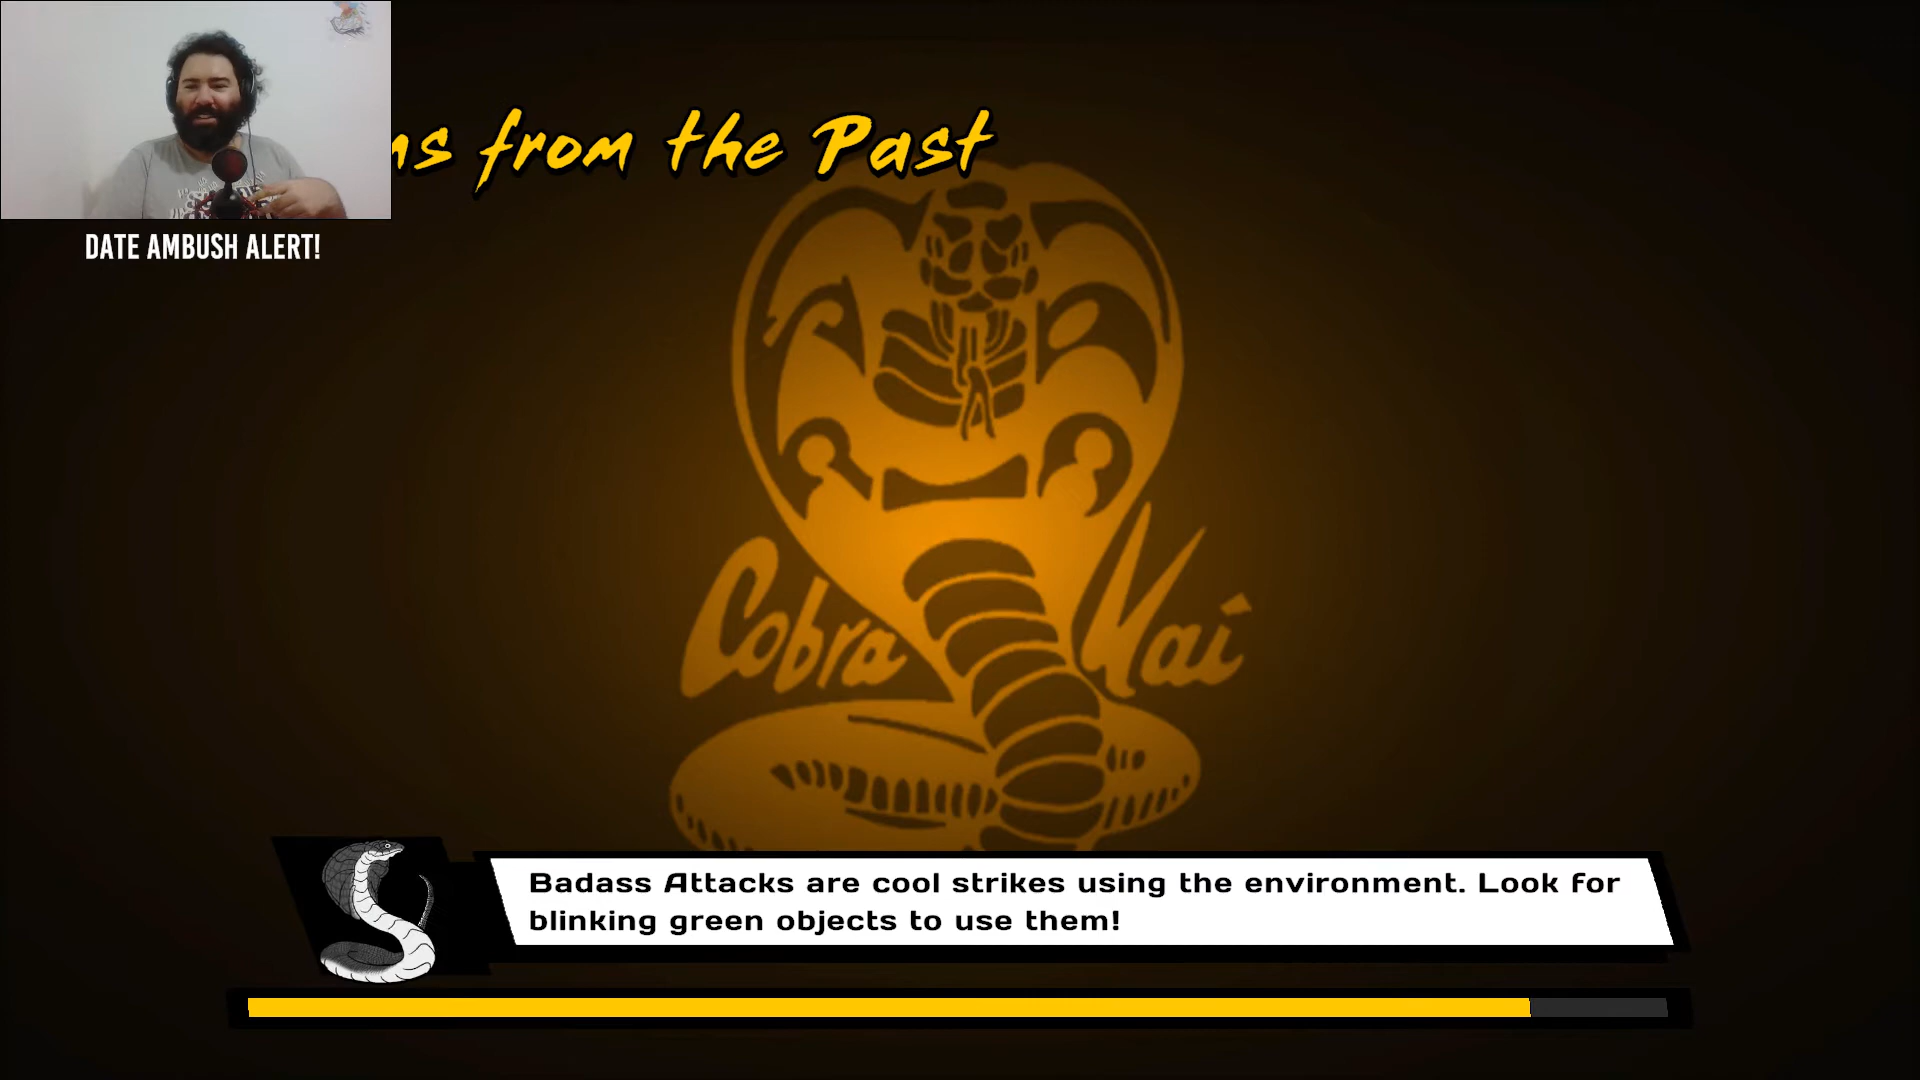 ns from the Past
DATE AMBUSH ALERT!
Cobra Kai
Badass Attacks are cool strikes using the environment. Look for
blinking green objects to use them!